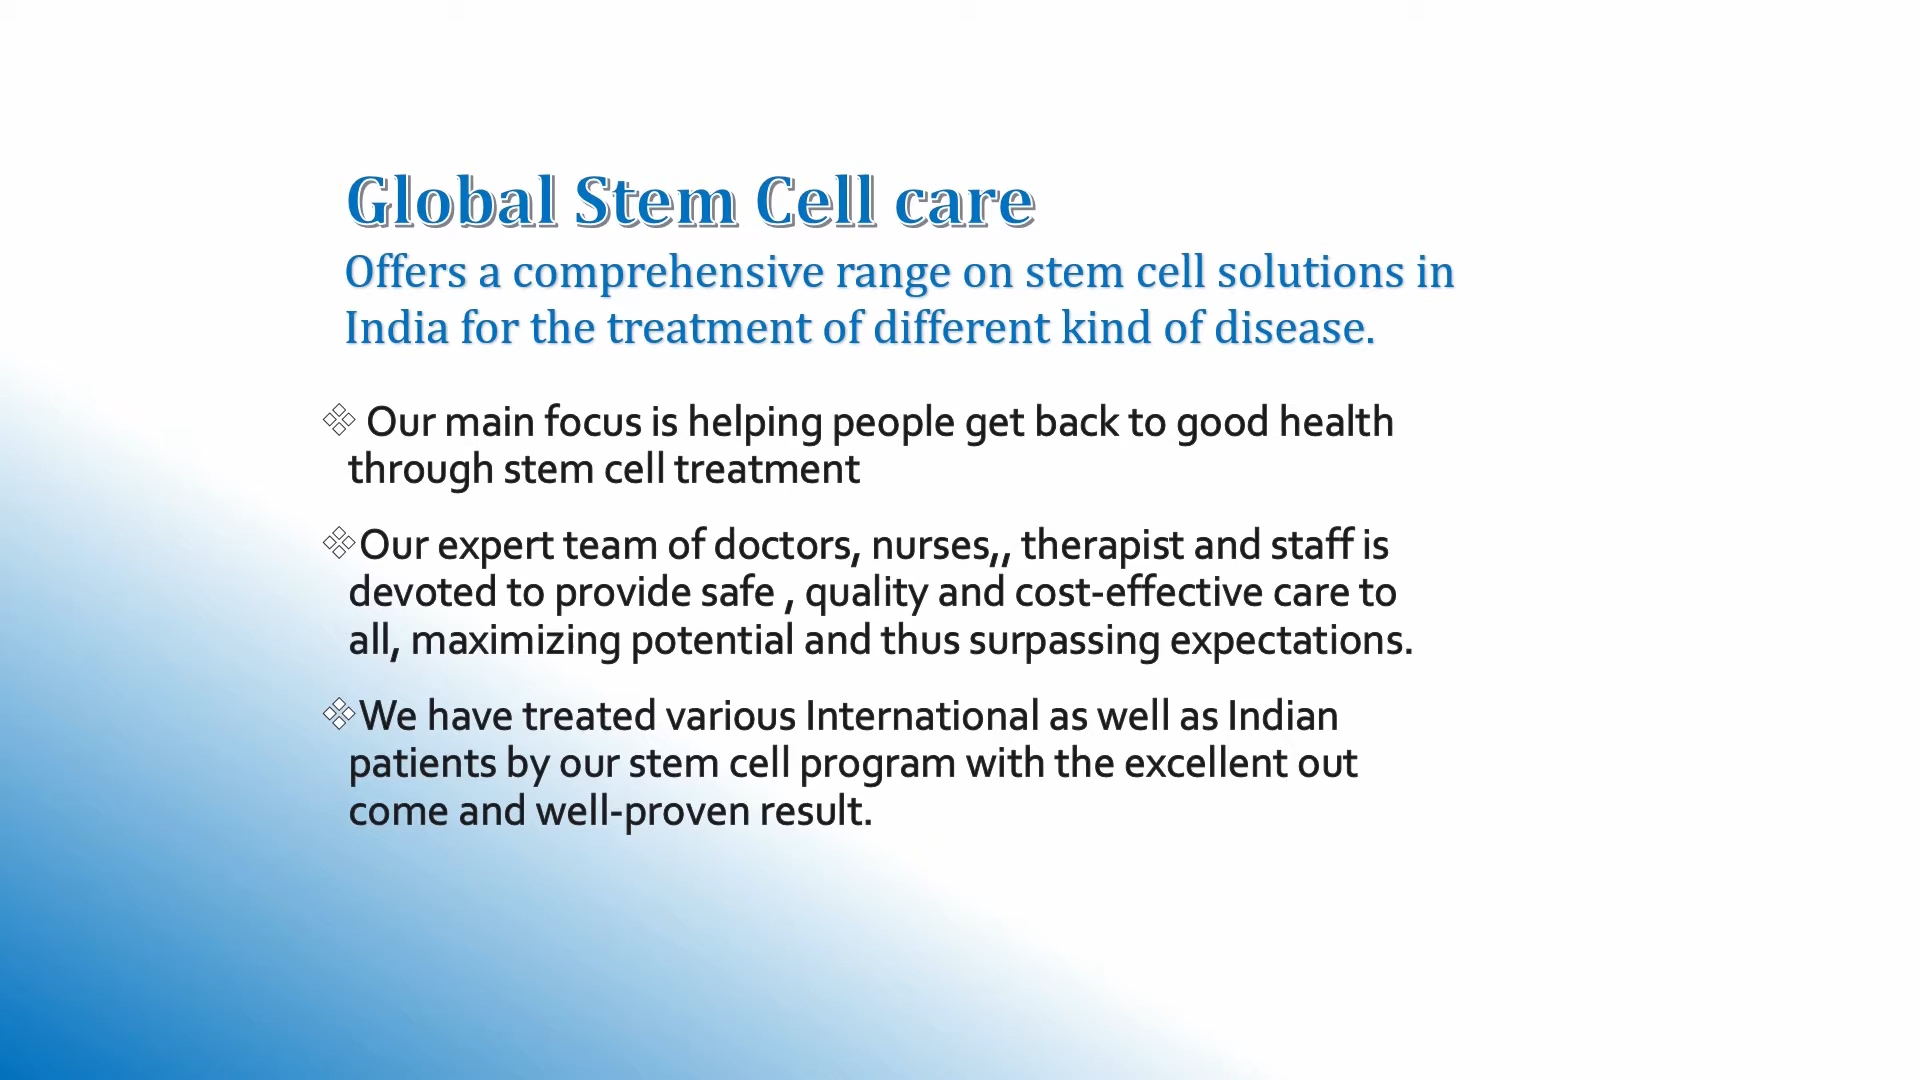 Global Stem Cell care
Offers a comprehensive range on stem cell solutions in
India for the treatment of different kind of disease.
❖ Our main focus is helping people get back to good health
through stem cell treatment
❖Our expert team of doctors, nurses,, therapist and staff is
devoted to provide safe , quality and cost-effective care to
all, maximizing potential and thus surpassing expectations.
❖We have treated various International as well as Indian
patients by our stem cell program with the excellent out
come and well-proven result.